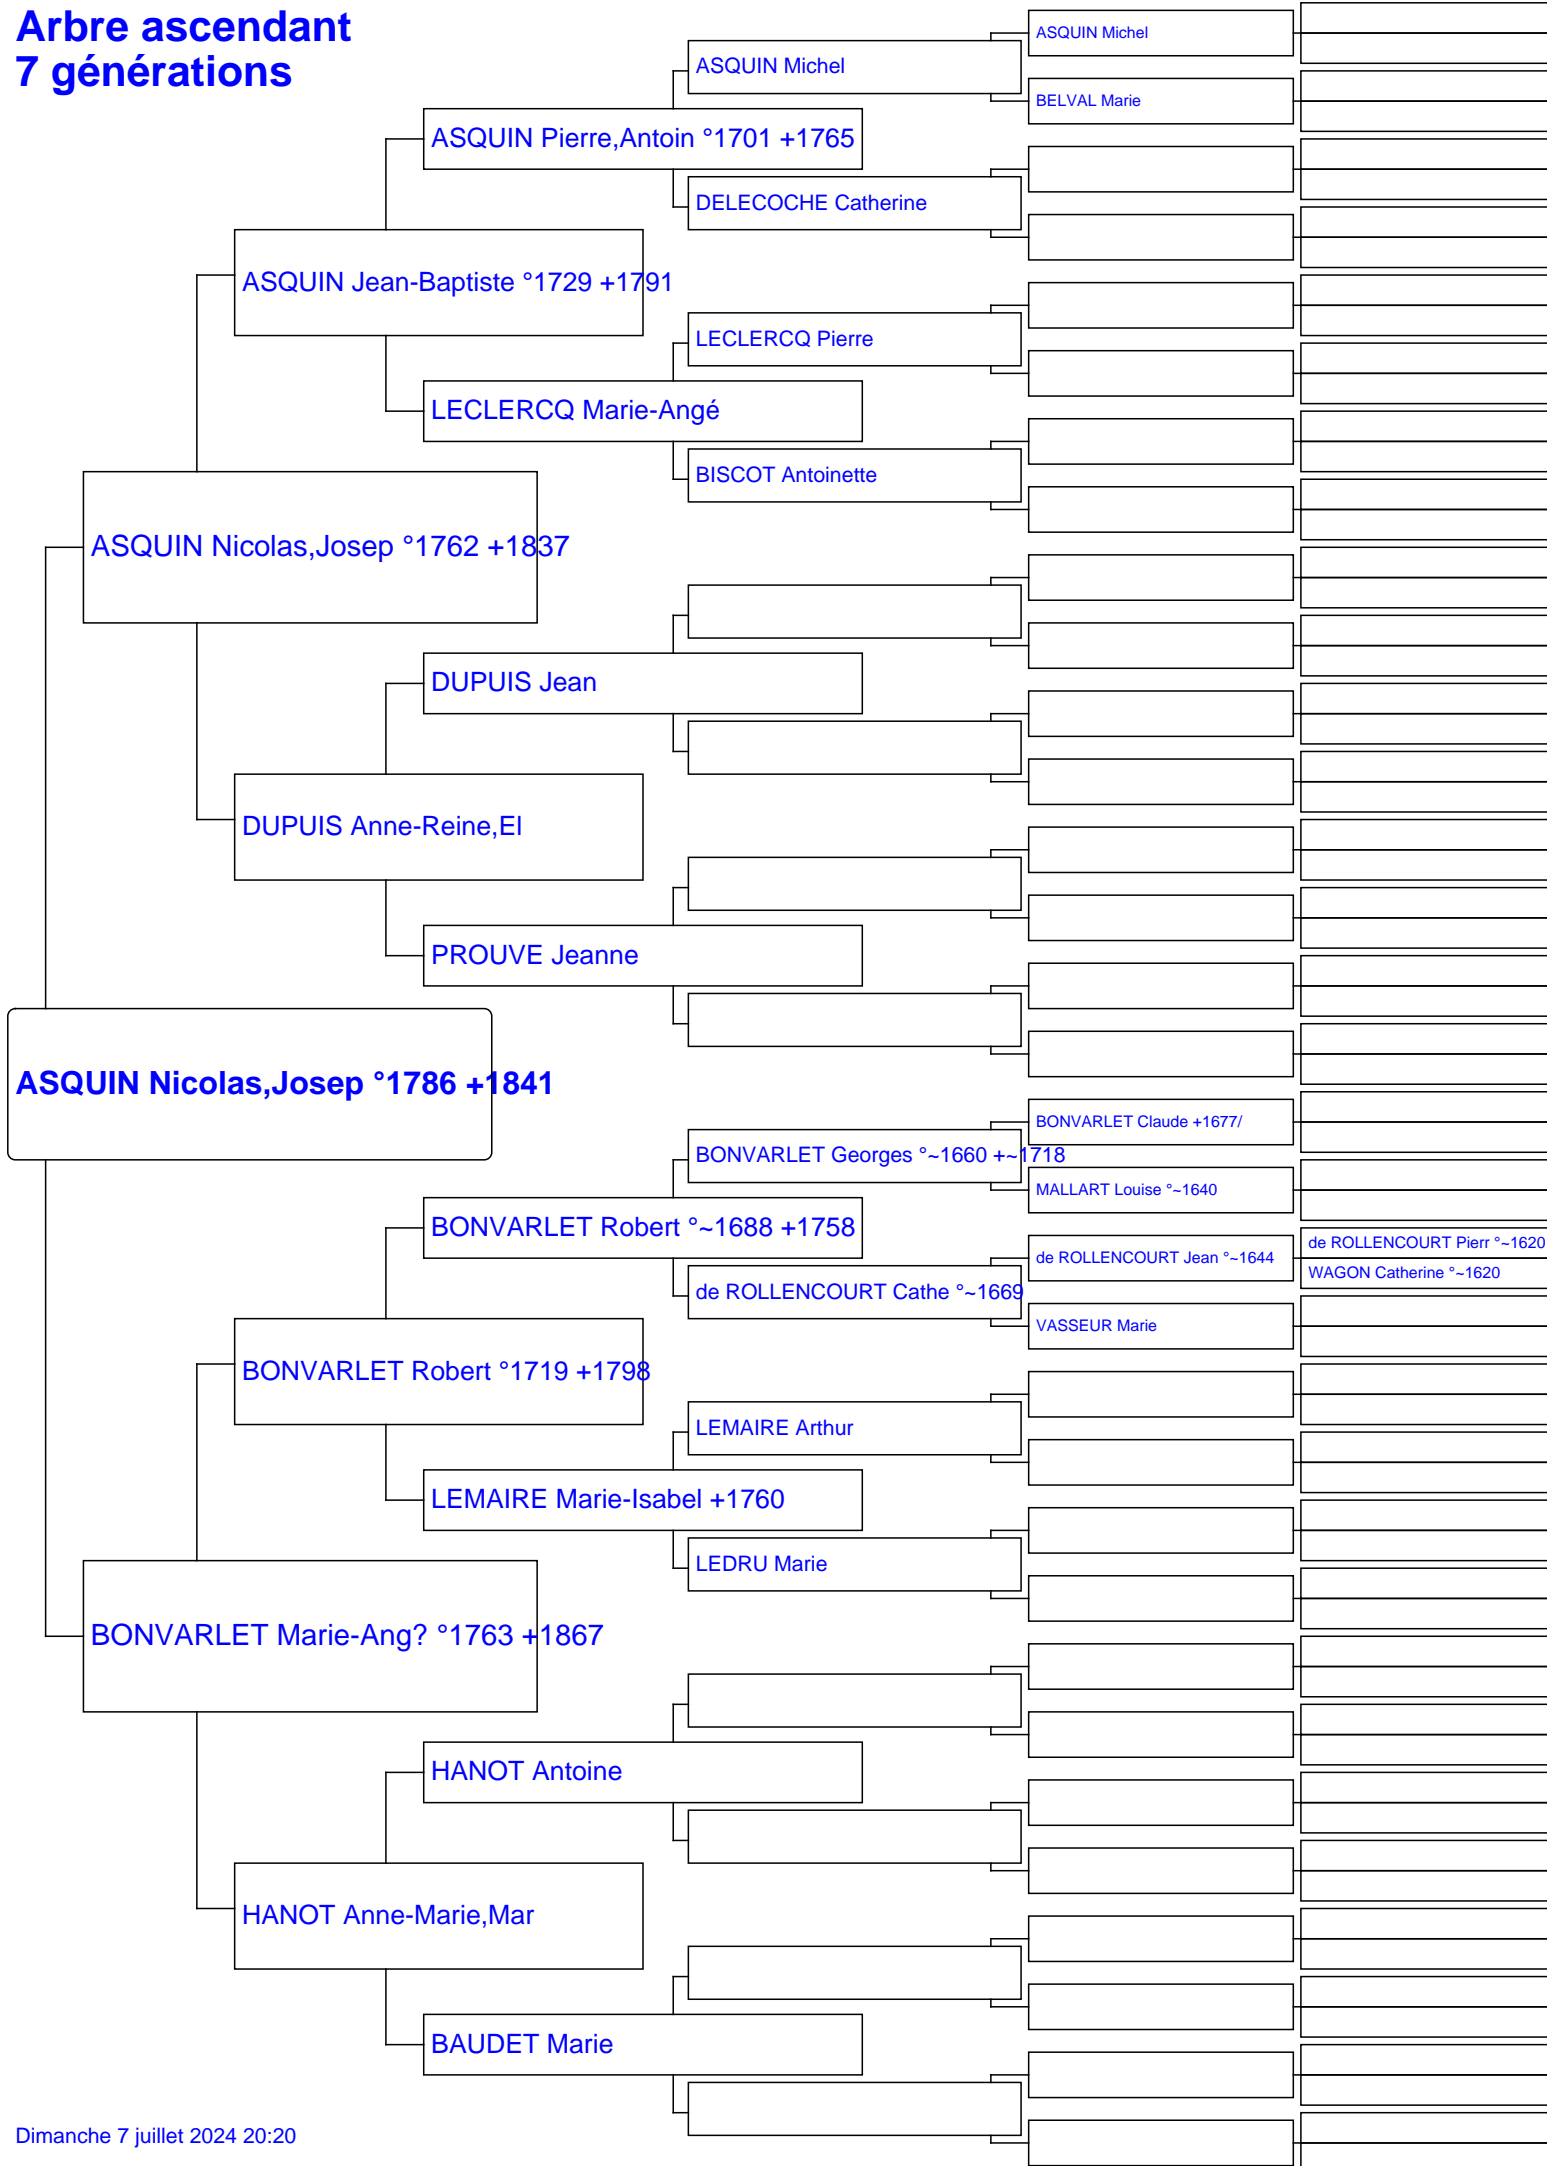 Arbre ascendant
7 générations
ASQUIN Michel
ASQUIN Michel
BELVAL Marie
ASQUIN Pierre,Antoin °1701 +1765
DELECOCHE Catherine
ASQUIN Jean-Baptiste °1729 +1791
LECLERCQ Pierre
LECLERCQ Marie-Angé
BISCOT Antoinette
ASQUIN Nicolas,Josep °1762 +1837
DUPUIS Jean
DUPUIS Anne-Reine,El
PROUVE Jeanne
ASQUIN Nicolas,Josep °1786 +1841
BONVARLET Claude +1677/
BONVARLET Georges °~1660 +~1718
MALLART Louise °~1640
BONVARLET Robert °~1688 +1758
de ROLLENCOURT Pierr °~1620
de ROLLENCOURT Jean °~1644
WAGON Catherine °~1620
de ROLLENCOURT Cathe °~1669
VASSEUR Marie
BONVARLET Robert °1719 +1798
LEMAIRE Arthur
LEMAIRE Marie-Isabel +1760
LEDRU Marie
BONVARLET Marie-Ang? °1763 +1867
HANOT Antoine
HANOT Anne-Marie,Mar
BAUDET Marie
Dimanche 7 juillet 2024 20:20